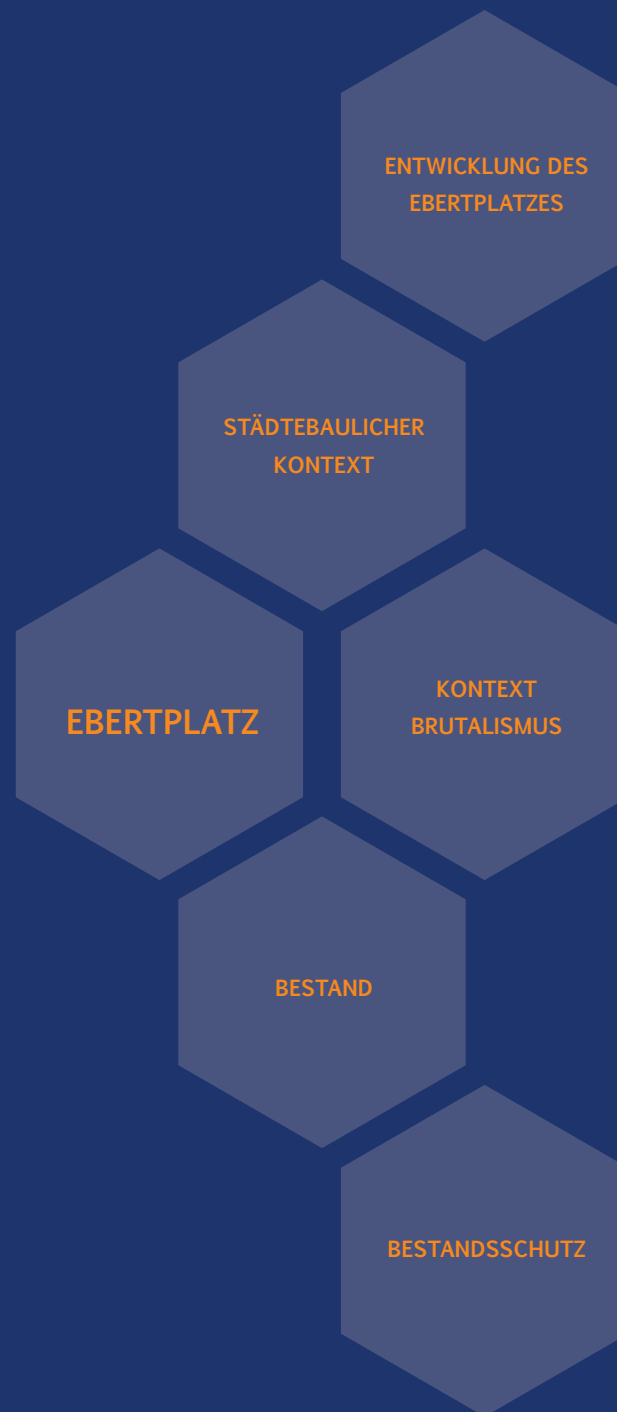 ENTWICKLUNG DES
EBERTPLATZES
STÄDTEBAULICHER
KONTEXT
EBERTPLATZ
KONTEXT
BRUTALISMUS
BESTAND
BESTANDSSCHUTZ